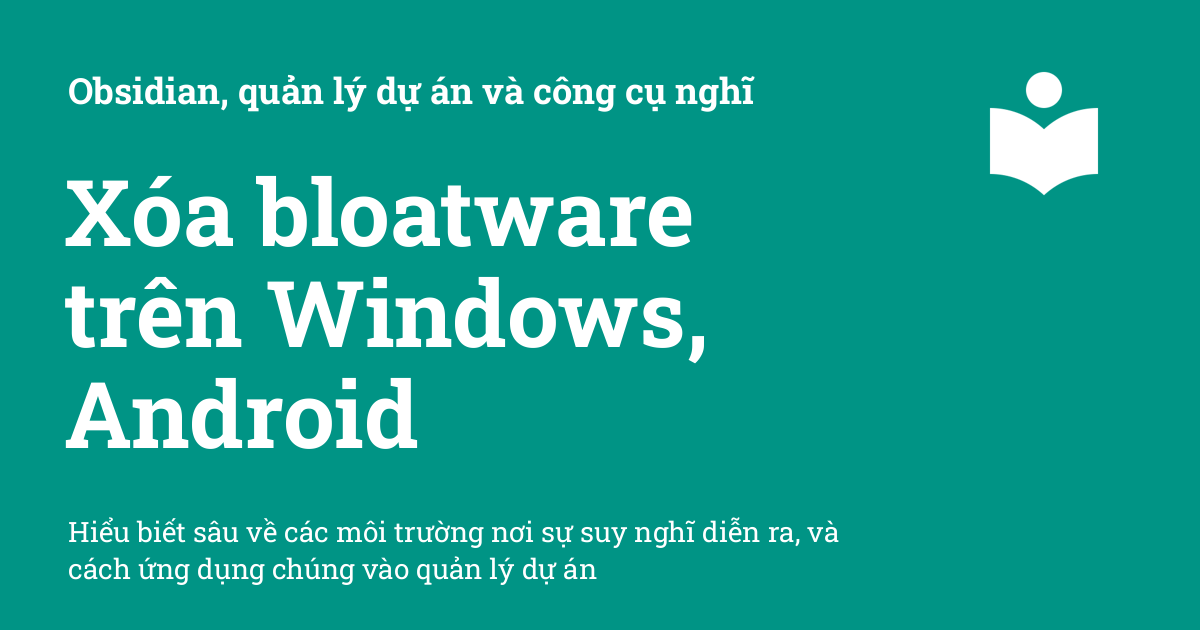 Obsidian, quản lý dự án và công cụ nghĩ
Xóa bloatware
trên Windows,
Android
Hiểu biết sâu về các môi trường nơi sự suy nghĩ diễn ra, và
cách ứng dụng chúng vào quản lý dự án